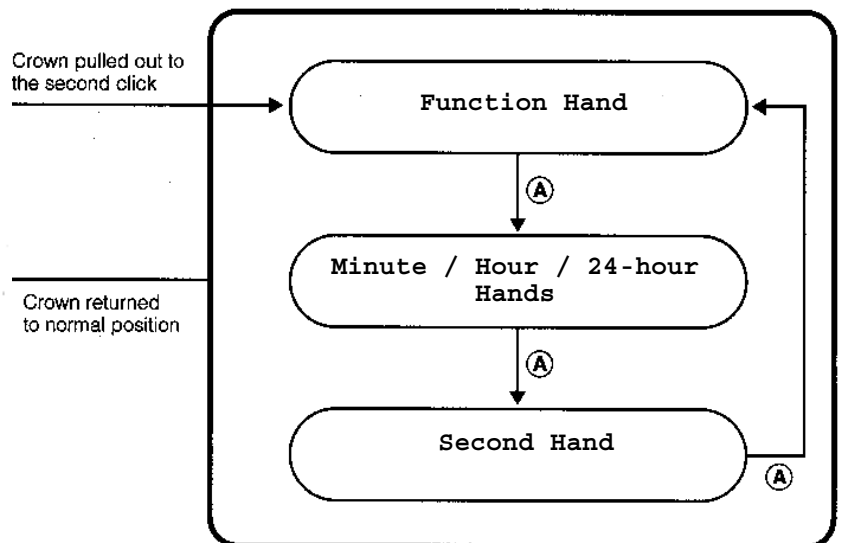 Crown pulled out to
the second click
Function Hand
A
Minute / Hour / 24-hour
Hands
Crown returned
to normal position
A
Second Hand
A